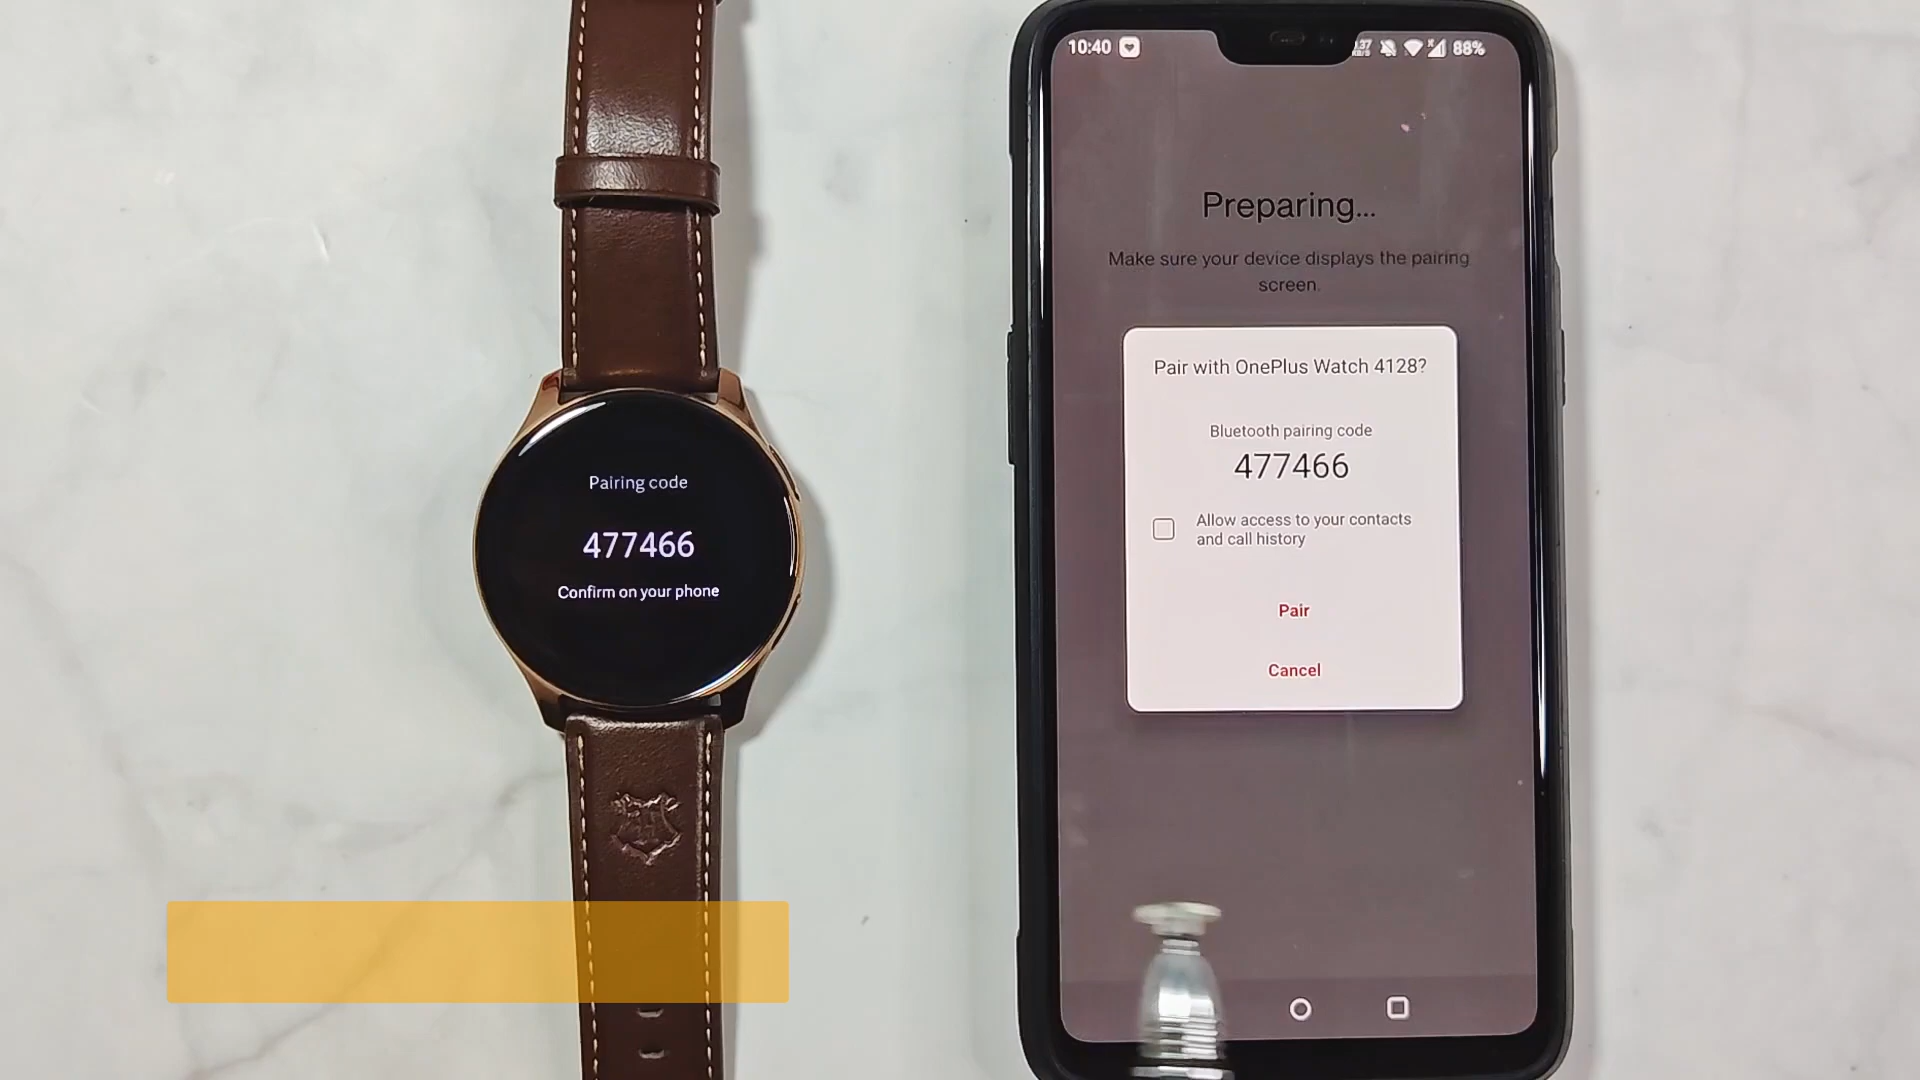 Pairing code
477466
Confirm on your phone
10:40
88%
Preparing...
Make sure your device displays the pairing
screen.
Pair with OnePlus Watch 4128?
Bluetooth pairing code
477466
Allow access to your contacts
and call history
Pair
Cancel